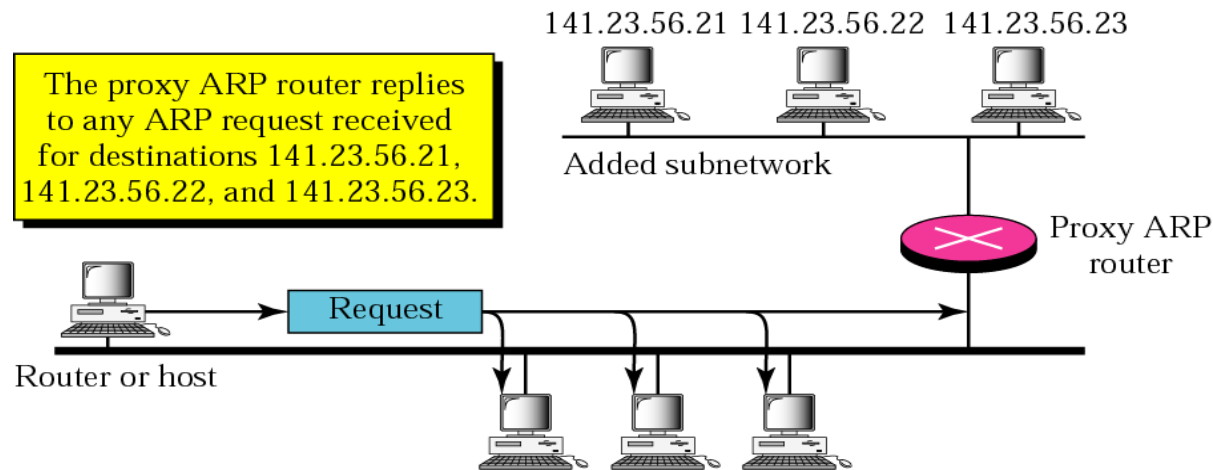 141.23.56.21 141.23.56.22 141.23.56.23
The proxy ARP router replies
to any ARP request received
for destinations 141.23.56.21,
141.23.56.22, and 141.23.56.23.
Added subnetwork
Proxy ARP
router
Request
Router or host